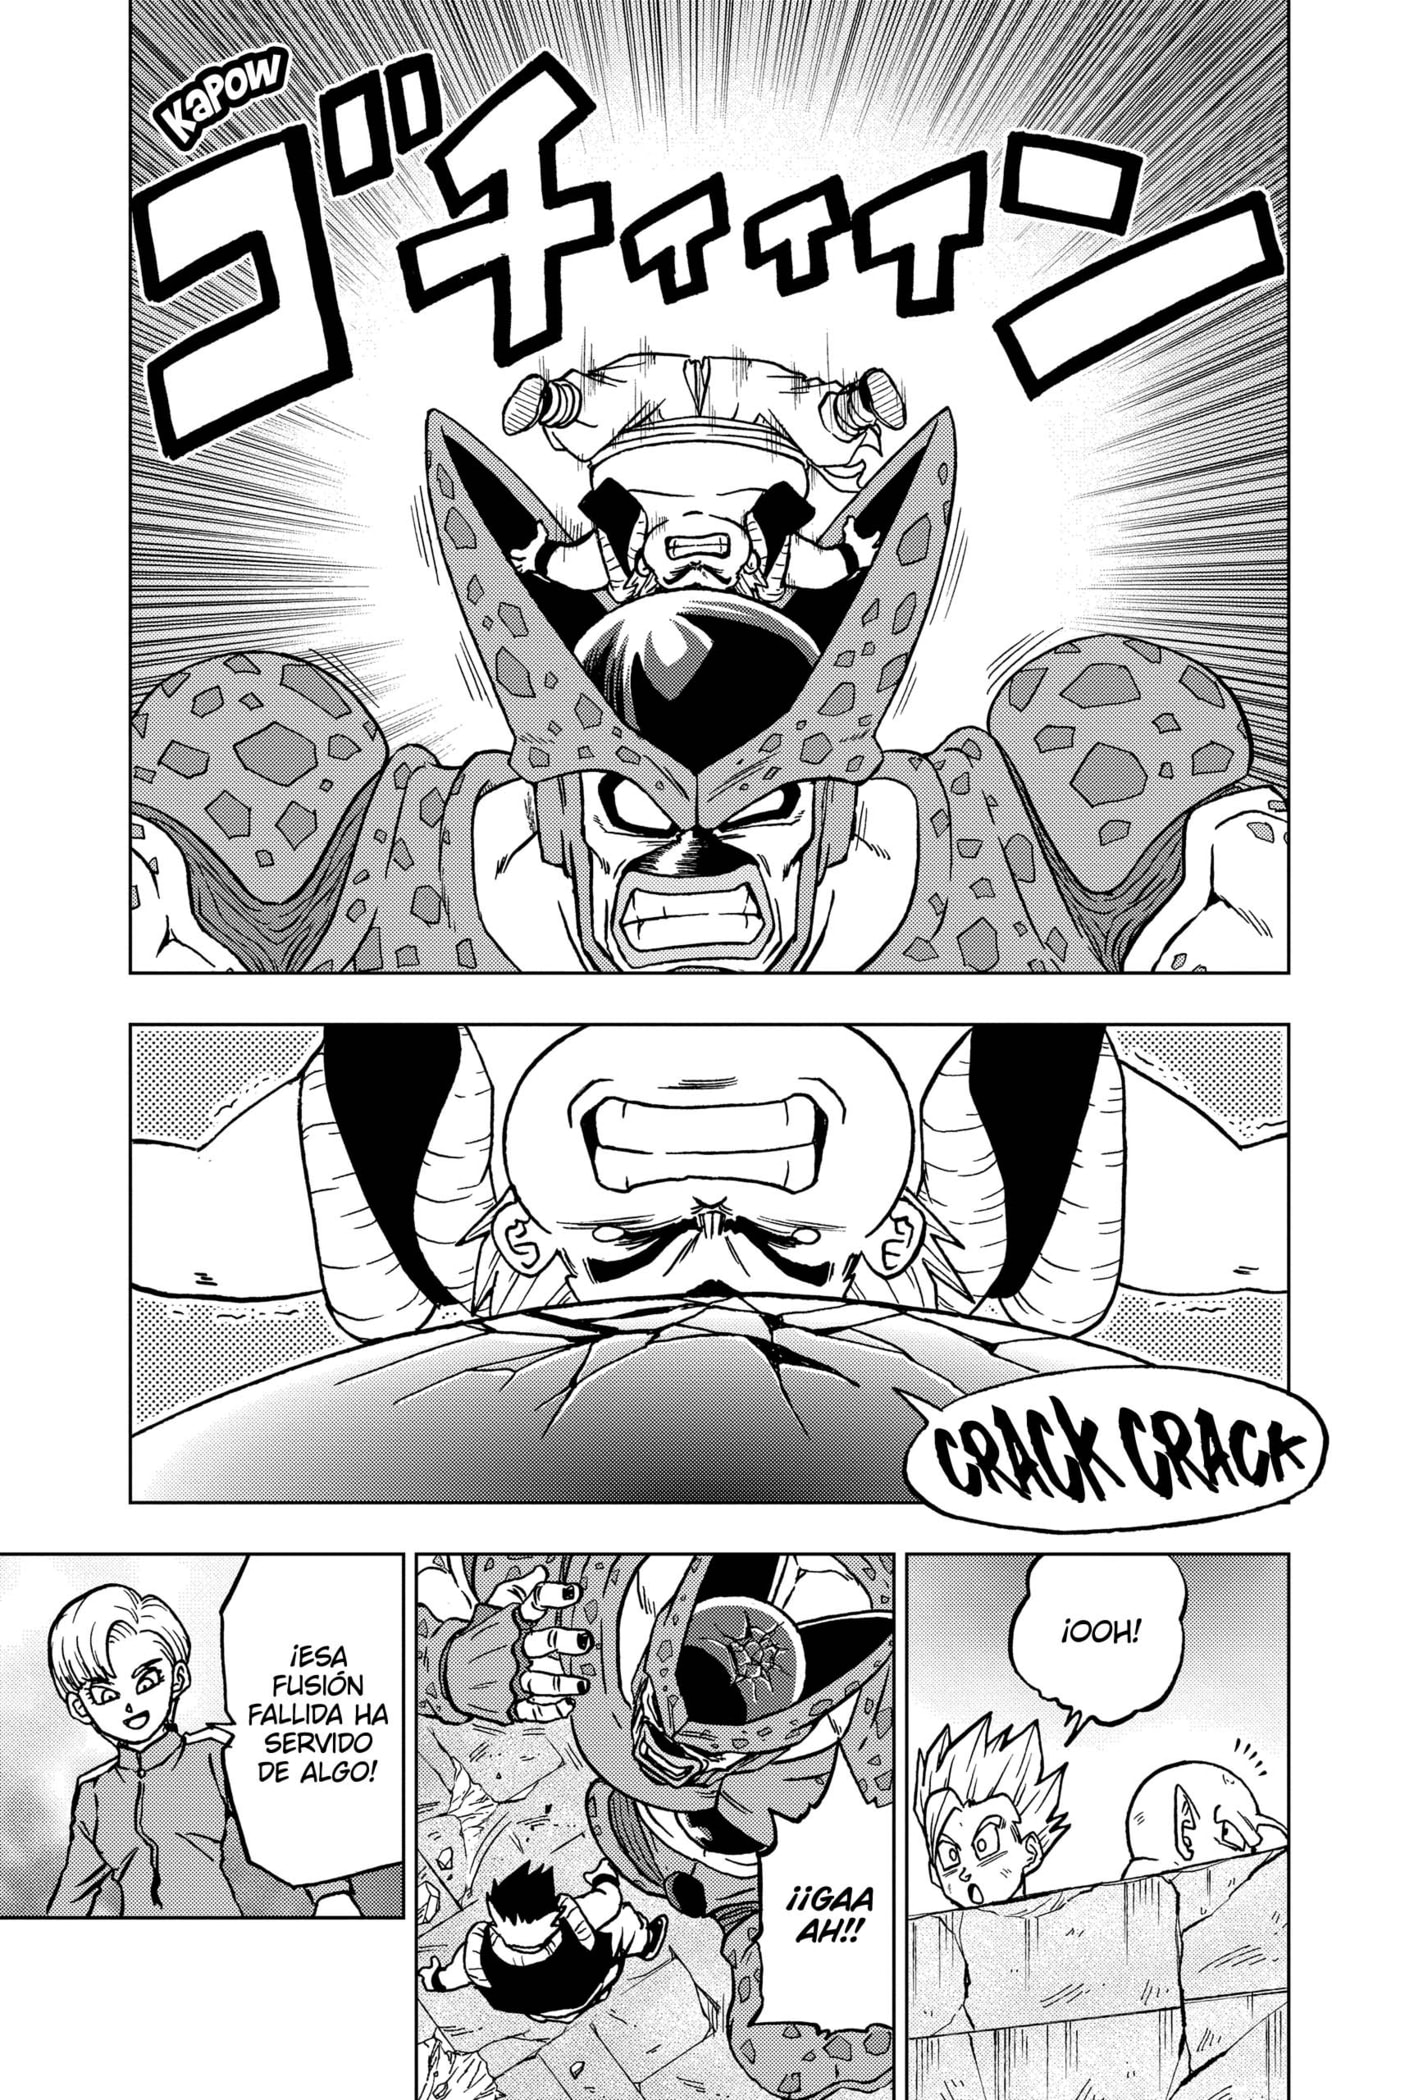 KAPOW
ゴチィィィン
CRACK CRACK
¡OOH!
¡¡GAA
AH!!
¡ESA
FUSIÓN
FALLIDA HA
SERVIDO
DE ALGO!